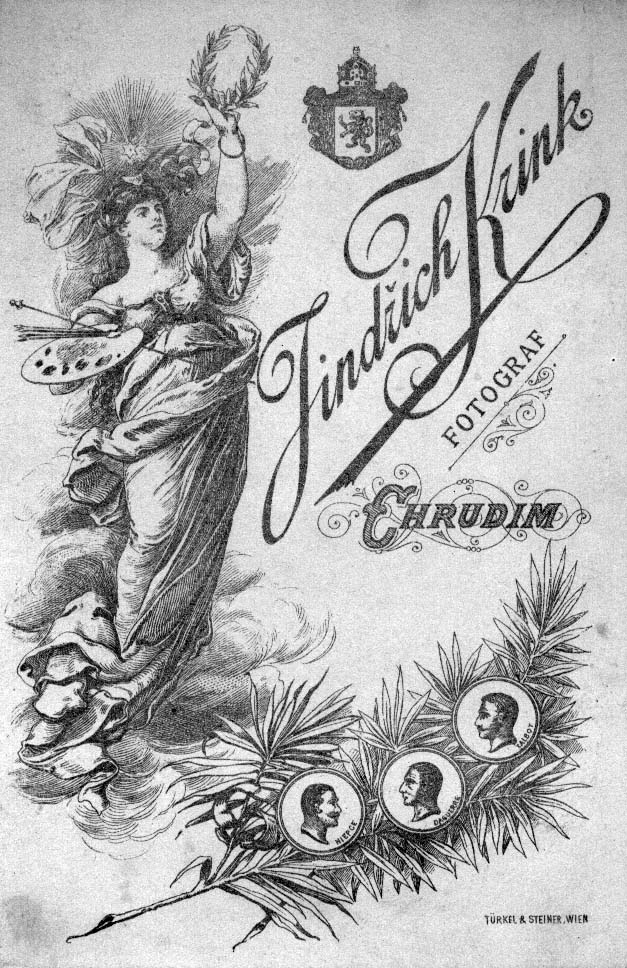 Jindřich Krink
FOTOGRAF
CHRUDIM
TALBOT
DAGUERRE
NIEPCE
TÜRKEL & STEINER, WIEN